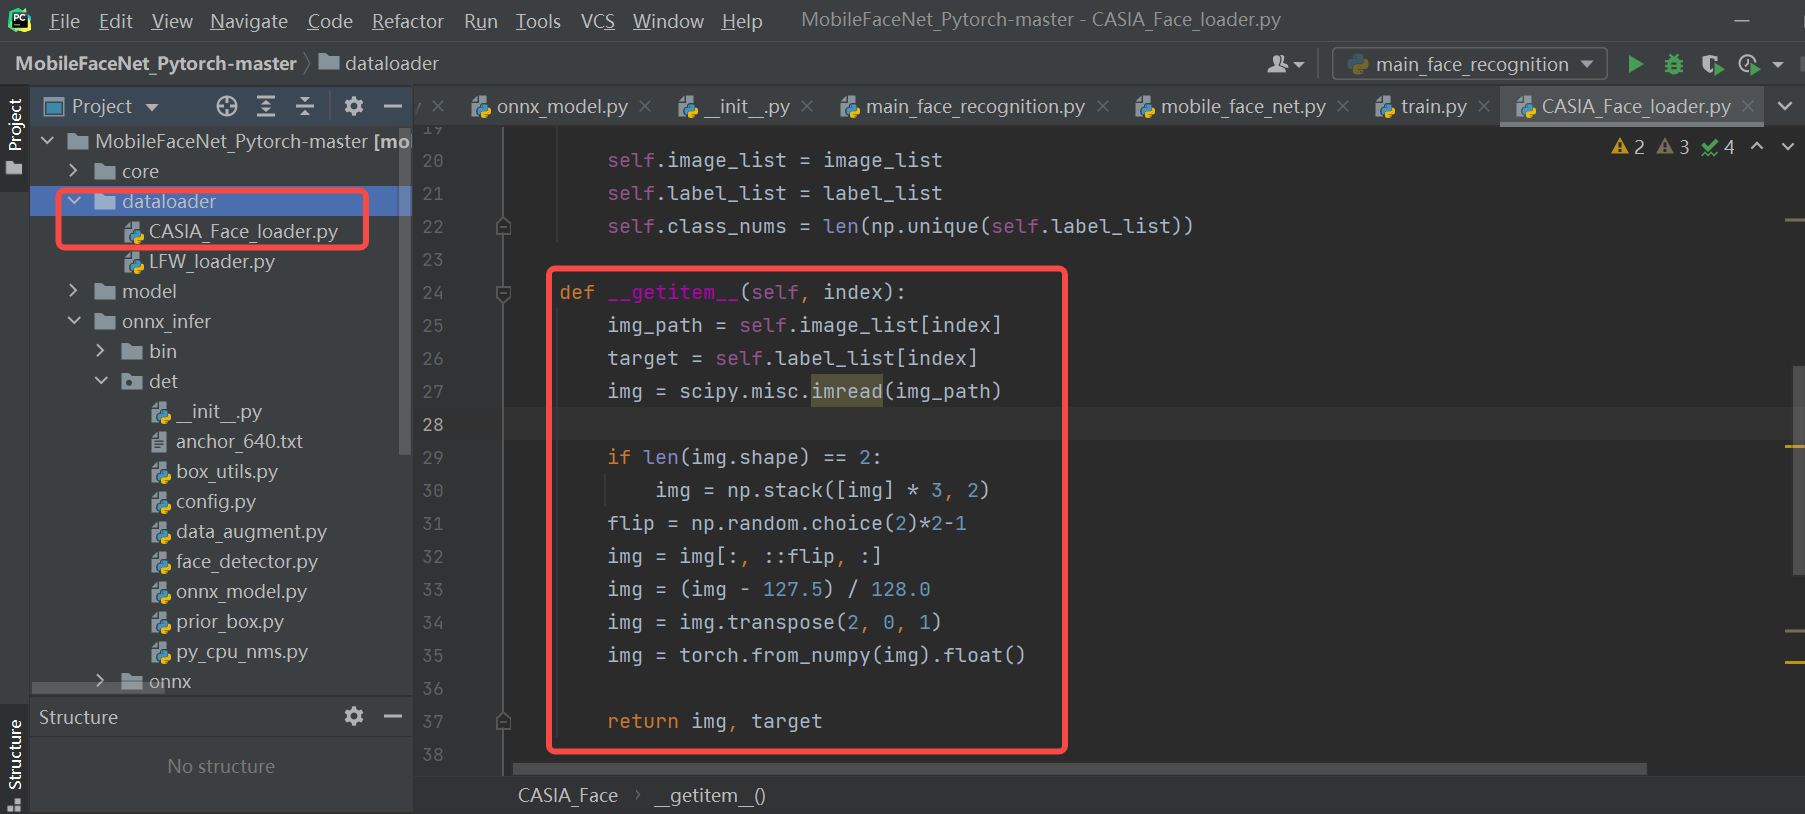 PC File Edit View Navigate Code Refactor Run Tools VCS Window Help MobileFaceNet_Pytorch-master - CASIA_Face_loader.py
MobileFaceNet_Pytorch-master dataloader main_face_recognition
Project
Project
onnx_model.py __init__.py main_face_recognition.py mobile_face_net.py train.py CASIA_Face_loader.py
MobileFaceNet_Pytorch-master [mo
core
dataloader
CASIA_Face_loader.py
LFW_loader.py
model
onnx_infer
bin
det
__init__.py
anchor_640.txt
box_utils.py
config.py
data_augment.py
face_detector.py
onnx_model.py
prior_box.py
py_cpu_nms.py
onnx
Structure
Structure
No structure
2 3 4
19
20 self.image_list = image_list
21 self.label_list = label_list
22 self.class_nums = len(np.unique(self.label_list))
23
24 def __getitem__(self, index):
25 img_path = self.image_list[index]
26 target = self.label_list[index]
27 img = scipy.misc.imread(img_path)
28
29 if len(img.shape) == 2:
30 img = np.stack([img] * 3, 2)
31 flip = np.random.choice(2)*2-1
32 img = img[:, ::flip, :]
33 img = (img - 127.5) / 128.0
34 img = img.transpose(2, 0, 1)
35 img = torch.from_numpy(img).float()
36
37 return img, target
38
CASIA_Face __getitem__()